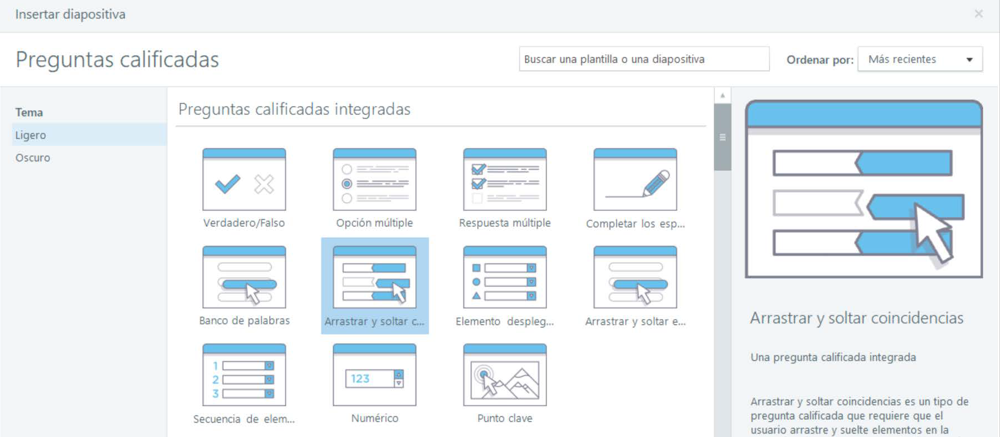 Insertar diapositiva
Preguntas calificadas
Buscar una plantilla o una diapositiva
Ordenar por:
Más recientes
Tema
Ligero
Oscuro
Preguntas calificadas integradas
Verdadero/Falso
Opción múltiple
Respuesta múltiple
Completar los esp...
Banco de palabras
Arrastrar y soltar c...
Elemento despleg...
Arrastrar y soltar e...
1
2
3
Secuencia de elem...
123
Numérico
Punto clave
Arrastrar y soltar coincidencias
Una pregunta calificada integrada
Arrastrar y soltar coincidencias es un tipo de
pregunta calificada que requiere que el
usuario arrastre y suelte elementos en la